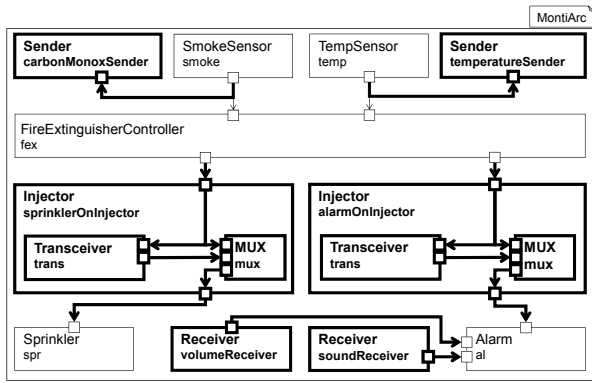 MontiArc
Sender
carbonMonoxSender
SmokeSensor
smoke
TempSensor
temp
Sender
temperatureSender
FireExtinguisherController
fex
Injector
sprinklerOnInjector
Transceiver
trans
MUX
mux
Injector
alarmOnInjector
Transceiver
trans
MUX
mux
Sprinkler
spr
Receiver
volumeReceiver
Receiver
soundReceiver
Alarm
al